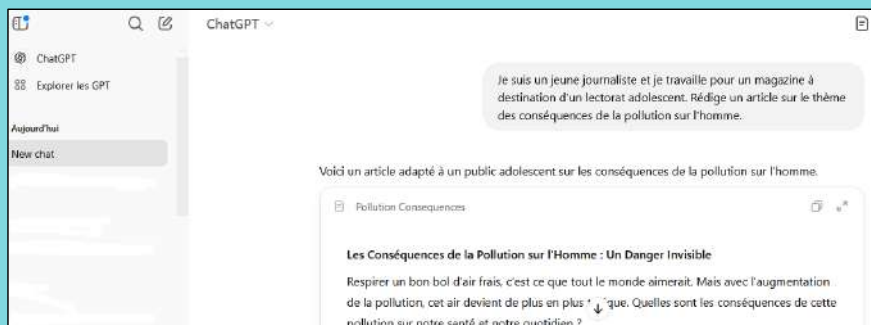 ChatGPT
ChatGPT
Explorer les GPT
Aujourd'hui
New chat
Je suis un jeune journaliste et je travaille pour un magazine à
destination d'un lectorat adolescent. Rédige un article sur le thème
des conséquences de la pollution sur l'homme.
Voici un article adapté à un public adolescent sur les conséquences de la pollution sur l'homme.
Pollution Consequences
Les Conséquences de la Pollution sur l'Homme : Un Danger Invisible
Respirer un bon bol d'air frais, c'est ce que tout le monde aimerait. Mais avec l'augmentation
de la pollution, cet air devient de plus en plus que. Quelles sont les conséquences de cette
pollution sur notre santé et notre quotidien ?